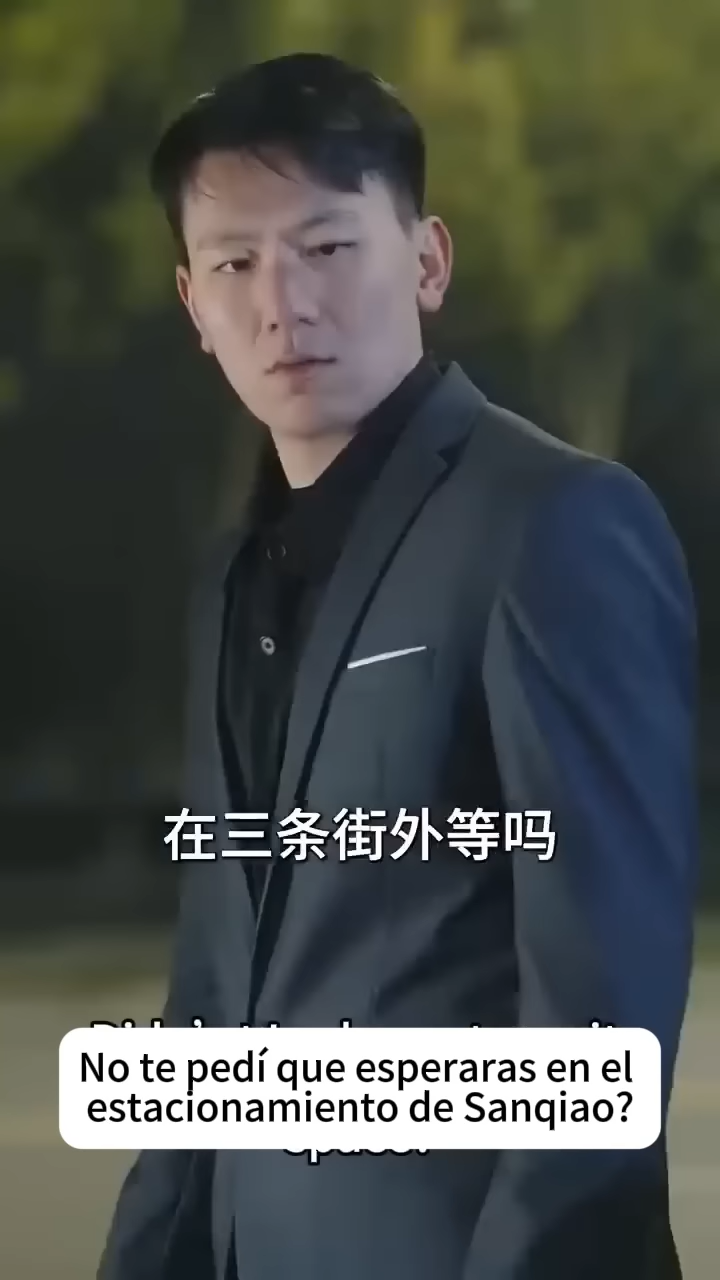 在三条街外等吗
No te pedí que esperaras en el
estacionamiento de Sanqiao?